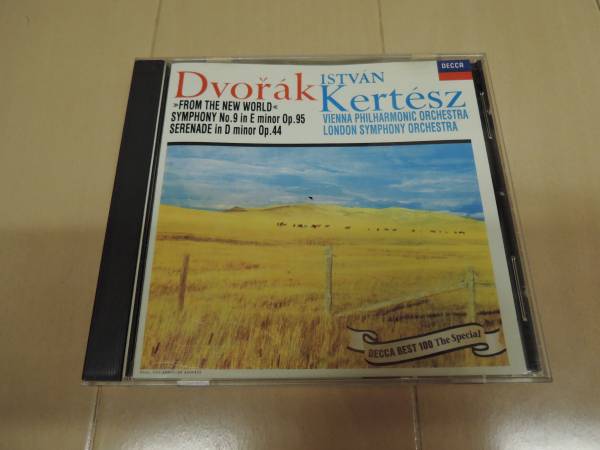 DECCA
Dvořák
»FROM THE NEW WORLD«
SYMPHONY No.9 in E minor Op.95
SERENADE in D minor Op.44
ISTVÁN
Kertész
VIENNA PHILHARMONIC ORCHESTRA
LONDON SYMPHONY ORCHESTRA
DECCA BEST 100 The Special